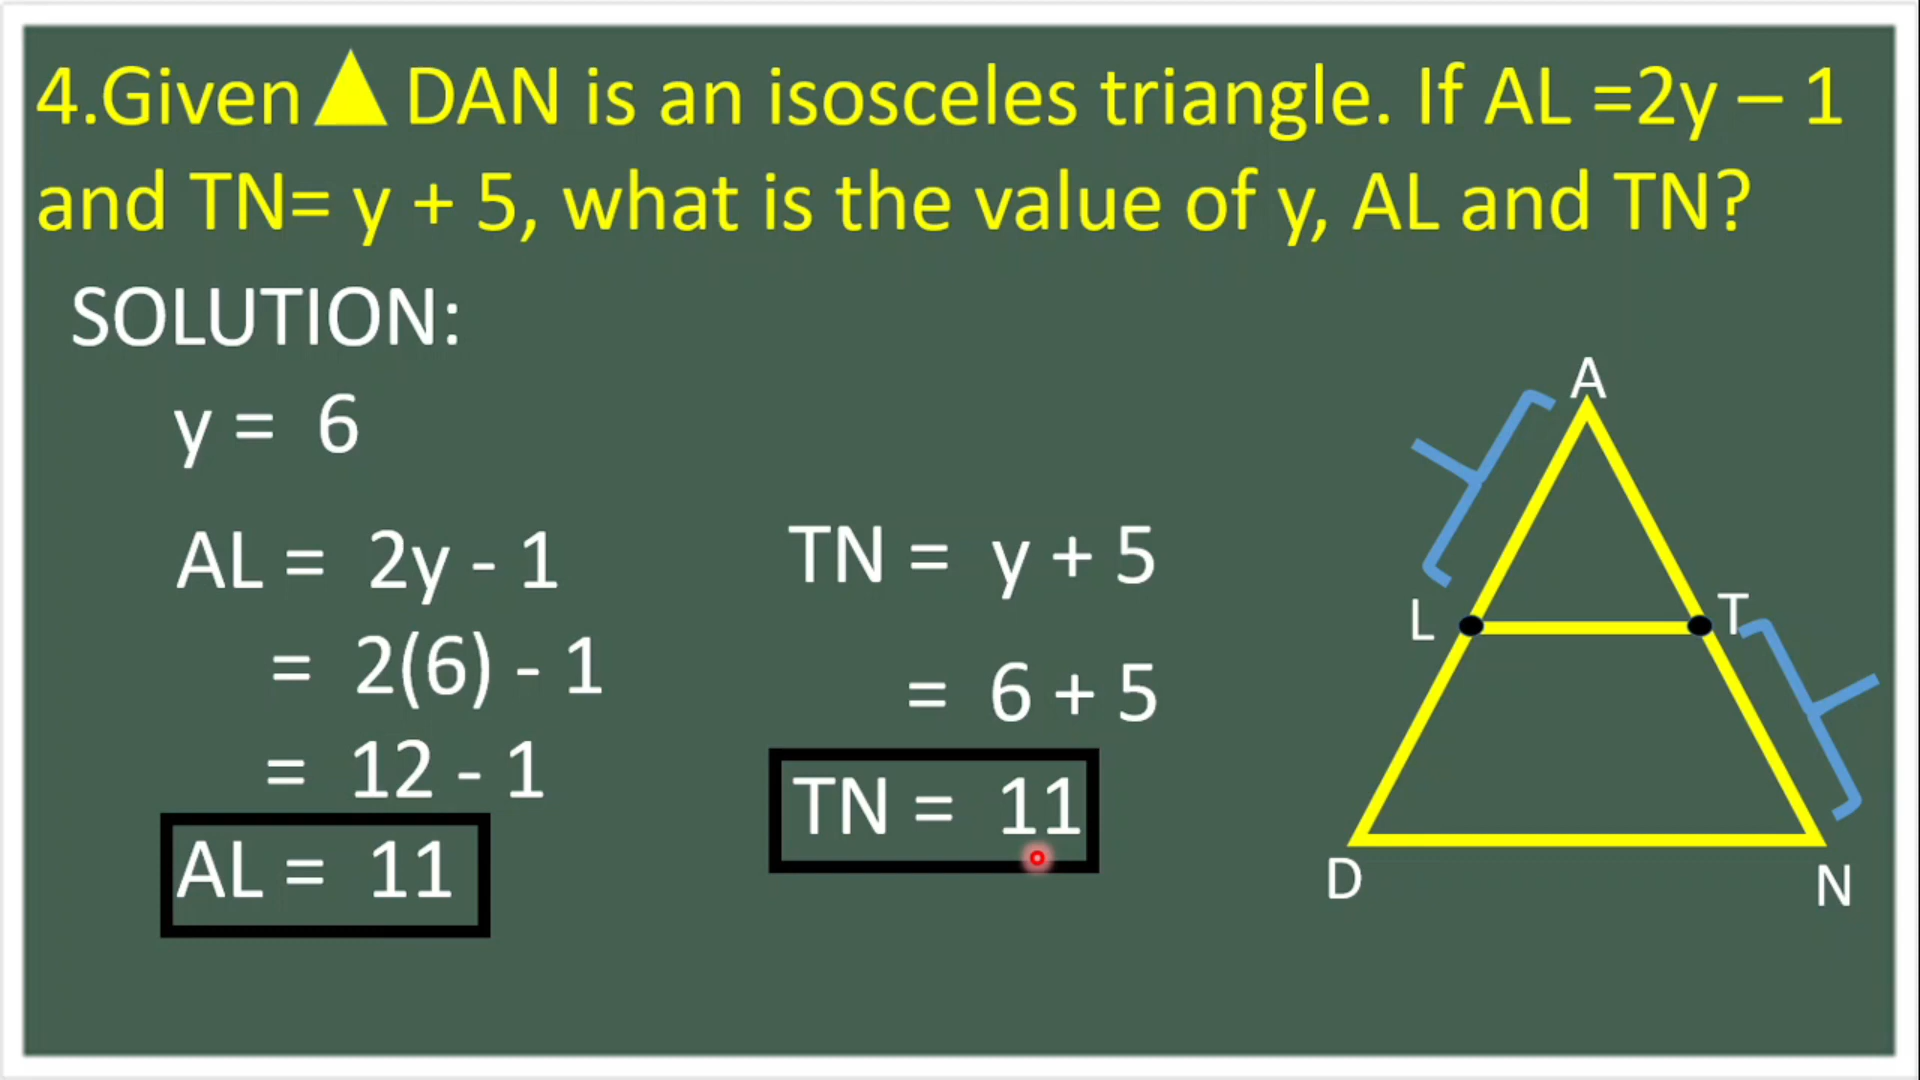 4.Given DAN is an isosceles triangle. If AL =2y – 1
and TN= y + 5, what is the value of y, AL and TN?
SOLUTION:
y = 6
AL = 2y - 1
= 2(6) - 1
= 12 - 1
AL = 11
TN = y + 5
= 6 + 5
TN = 11
A
L
T
D
N